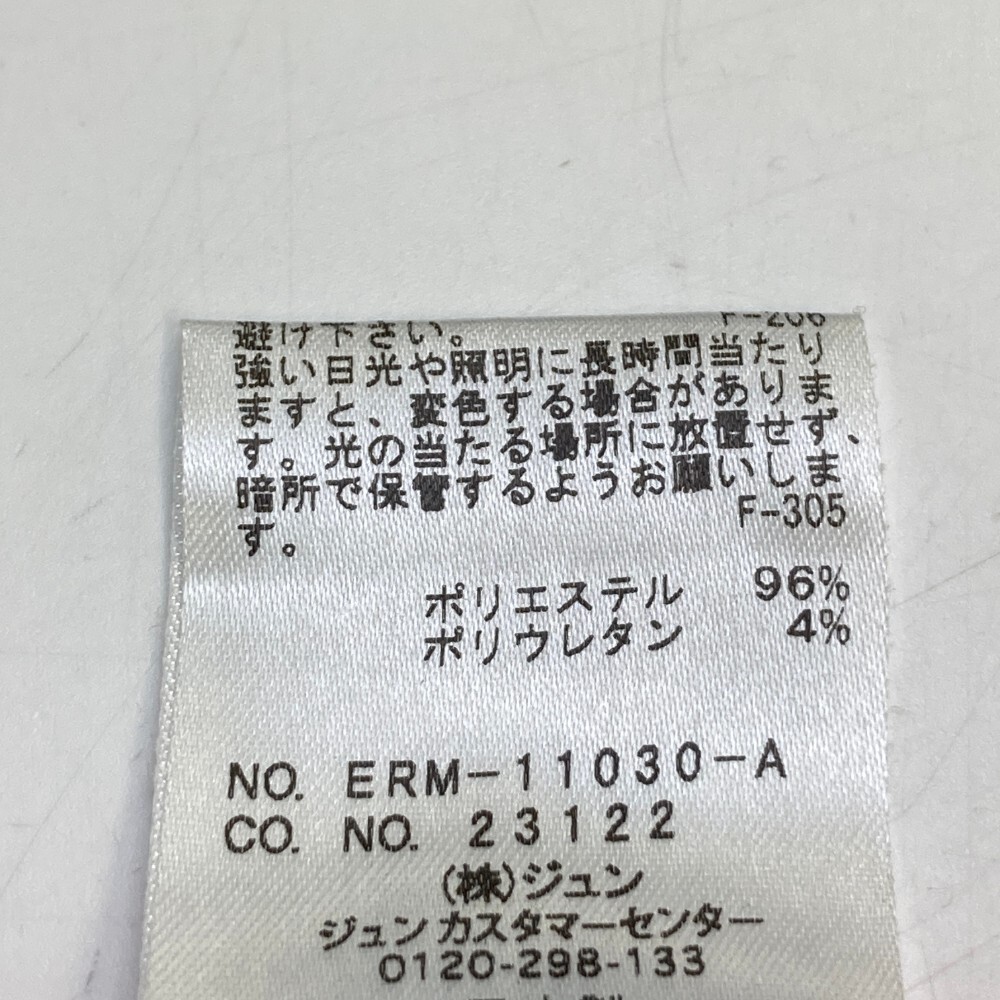 避け下さい。
F-206
強い日光や照明に長時間当たり
ますと、変色する場合がありま
す。光の当たる場所に放置せず、
暗所で保管するようお願いしま
す。
F-305
ポリエステル 96%
ポリウレタン 4%
NO. ERM-11030-A
CO. NO. 23122
(株)ジュン
ジュンカスタマーセンター
0120-298-133